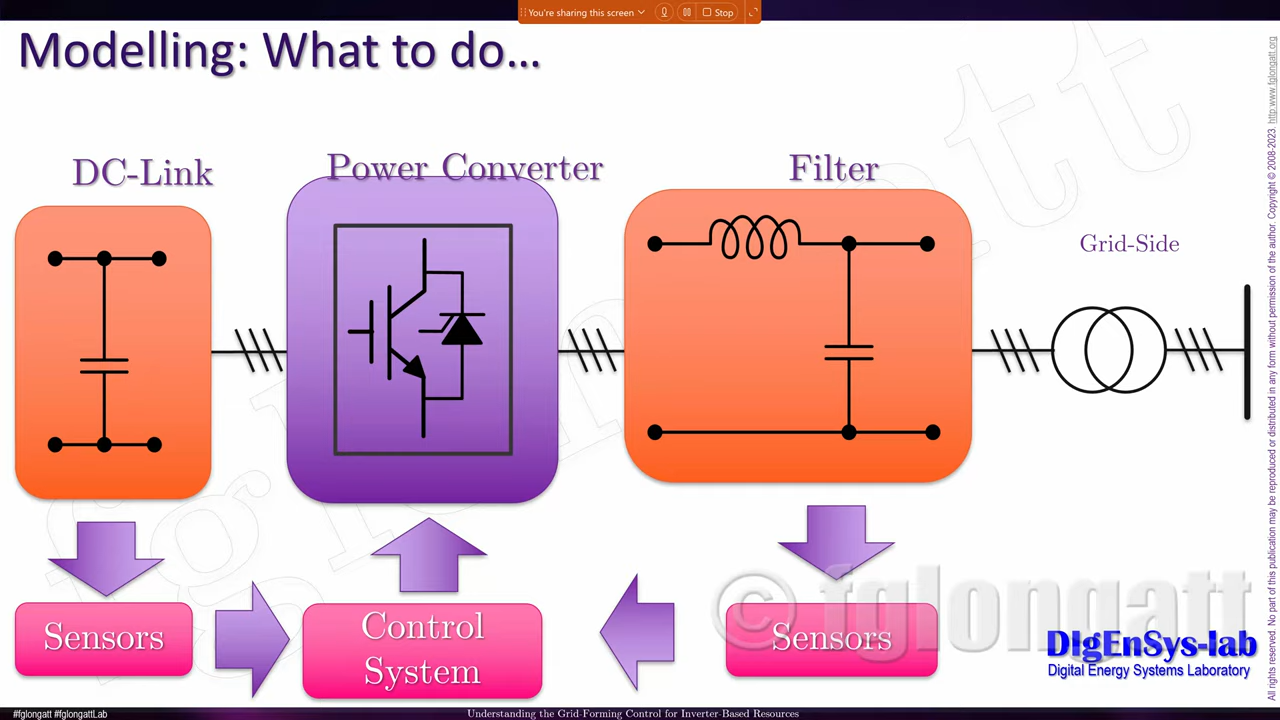 You're sharing this screen
Stop
Modelling: What to do...
DC-Link
Power Converter
Filter
Grid-Side
Sensors
Control
System
Sensors
© fglongatt
DIgEnSys-lab
Digital Energy Systems Laboratory
All rights reserved. No part of this publication may be reproduced or distributed in any form without permission of the author. Copyright © 2008-2023. http:www.fglongatt.org
#fglongatt #fglongattLab
Understanding the Grid-Forming Control for Inverter-Based Resources